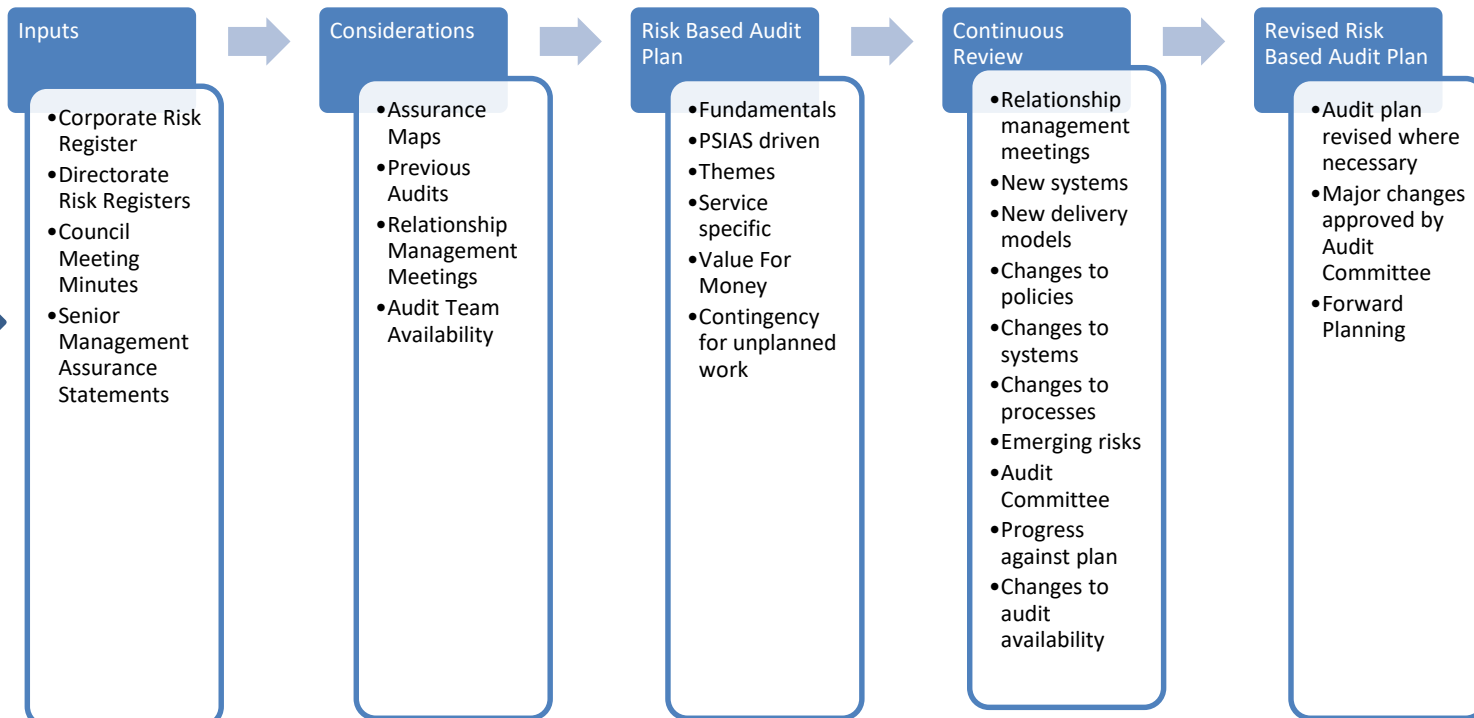 Inputs
•Corporate Risk
Register
•Directorate
Risk Registers
•Council
Meeting
Minutes
•Senior
Management
Assurance
Statements
Considerations
•Assurance
Maps
•Previous
Audits
•Relationship
Management
Meetings
•Audit Team
Availability
Risk Based Audit
Plan
•Fundamentals
•PSIAS driven
•Themes
•Service
specific
•Value For
Money
•Contingency
for unplanned
work
Continuous
Review
•Relationship
management
meetings
•New systems
•New delivery
models
•Changes to
policies
•Changes to
systems
•Changes to
processes
•Emerging risks
•Audit
Committee
•Progress
against plan
•Changes to
audit
availability
Revised Risk
Based Audit Plan
•Audit plan
revised where
necessary
•Major changes
approved by
Audit
Committee
•Forward
Planning